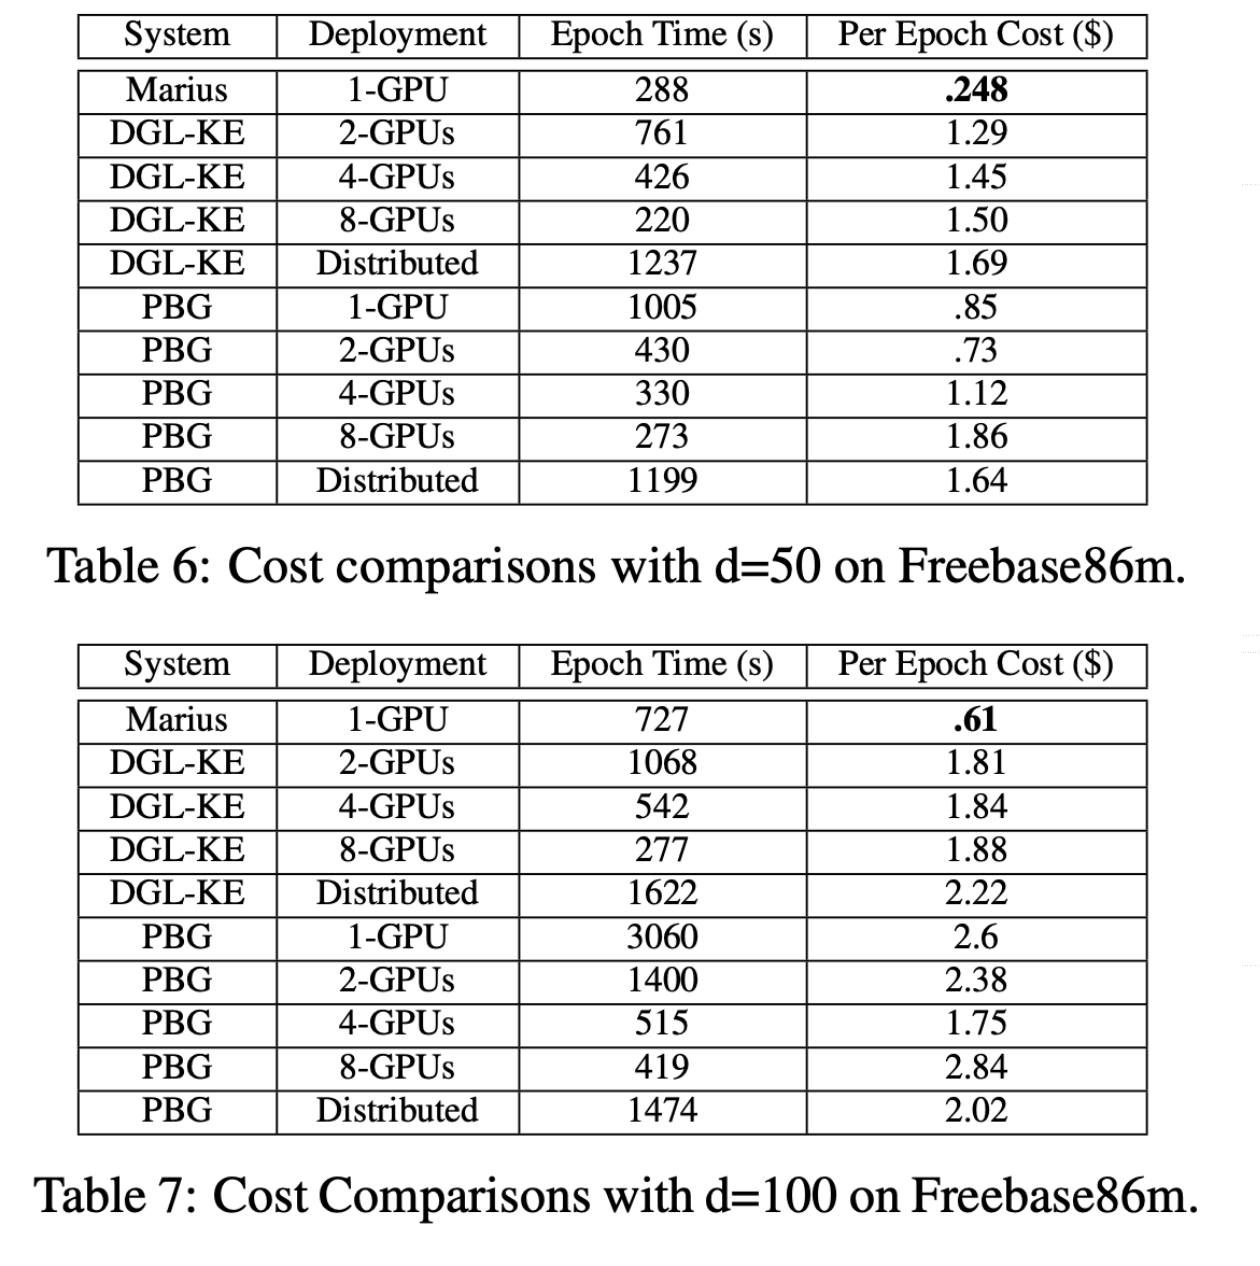 System Deployment Epoch Time (s) Per Epoch Cost ($)
Marius 1-GPU 288 .248
DGL-KE 2-GPUs 761 1.29
DGL-KE 4-GPUs 426 1.45
DGL-KE 8-GPUs 220 1.50
DGL-KE Distributed 1237 1.69
PBG 1-GPU 1005 .85
PBG 2-GPUs 430 .73
PBG 4-GPUs 330 1.12
PBG 8-GPUs 273 1.86
PBG Distributed 1199 1.64
Table 6: Cost comparisons with d=50 on Freebase86m.
System Deployment Epoch Time (s) Per Epoch Cost ($)
Marius 1-GPU 727 .61
DGL-KE 2-GPUs 1068 1.81
DGL-KE 4-GPUs 542 1.84
DGL-KE 8-GPUs 277 1.88
DGL-KE Distributed 1622 2.22
PBG 1-GPU 3060 2.6
PBG 2-GPUs 1400 2.38
PBG 4-GPUs 515 1.75
PBG 8-GPUs 419 2.84
PBG Distributed 1474 2.02
Table 7: Cost Comparisons with d=100 on Freebase86m.